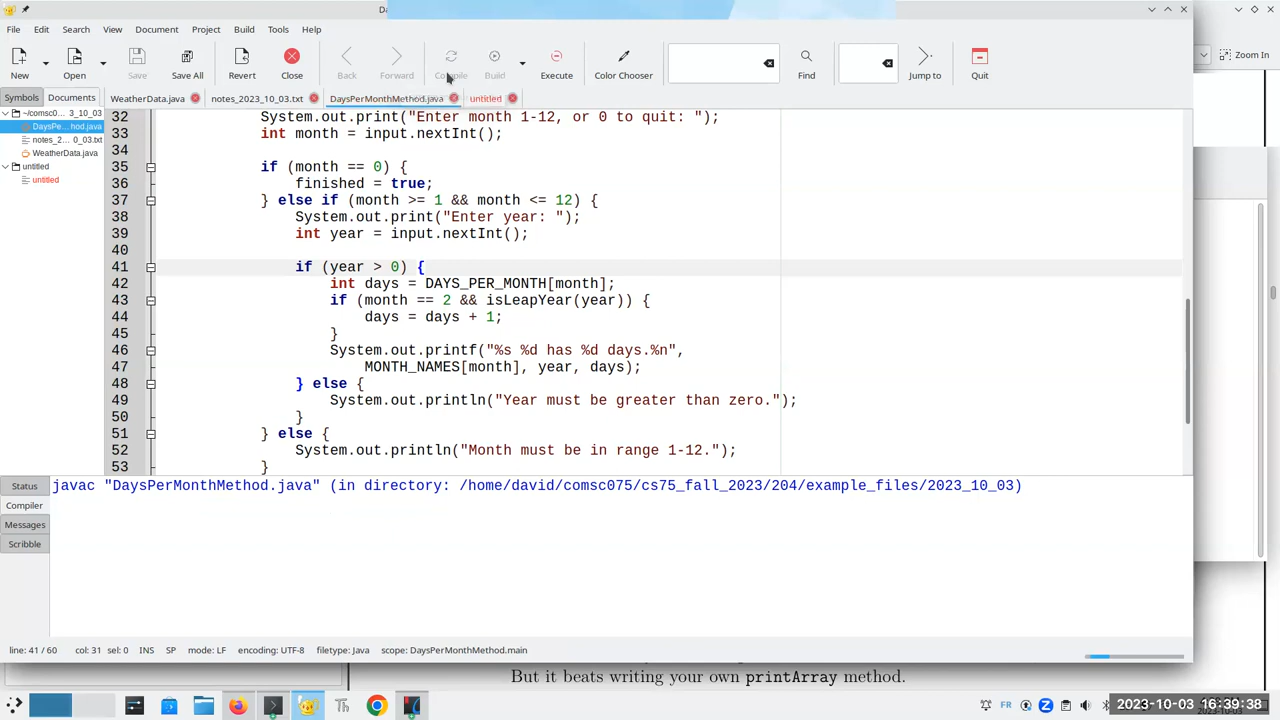 Da
File Edit Search View Document Project Build Tools Help
New Open Save Save All Revert Close Back Forward Compile Build Execute Color Chooser Find Jump to Quit
Zoom In
Symbols Documents WeatherData.java notes_2023_10_03.txt DaysPerMonthMethod.java untitled
~/comsc0... 3_10_03
DaysPe...hod.java
notes_2... 0_03.txt
WeatherData.java
untitled
untitled
32 System.out.print("Enter month 1-12, or 0 to quit: ");
33 int month = input.nextInt();
34
35 if (month == 0) {
36 finished = true;
37 } else if (month >= 1 && month <= 12) {
38 System.out.print("Enter year: ");
39 int year = input.nextInt();
40
41 if (year > 0) {
42 int days = DAYS_PER_MONTH[month];
43 if (month == 2 && isLeapYear(year)) {
44 days = days + 1;
45 }
46 System.out.printf("%s %d has %d days.%n",
47 MONTH_NAMES[month], year, days);
48 } else {
49 System.out.println("Year must be greater than zero.");
50 }
51 } else {
52 System.out.println("Month must be in range 1-12.");
53 }
Status
Compiler
Messages
Scribble
javac "DaysPerMonthMethod.java" (in directory: /home/david/comsc075/cs75_fall_2023/204/example_files/2023_10_03)
line: 41 / 60 col: 31 sel: 0 INS SP mode: LF encoding: UTF-8 filetype: Java scope: DaysPerMonthMethod.main
But it beats writing your own printArray method.
FR
2023-10-03 16:39:38